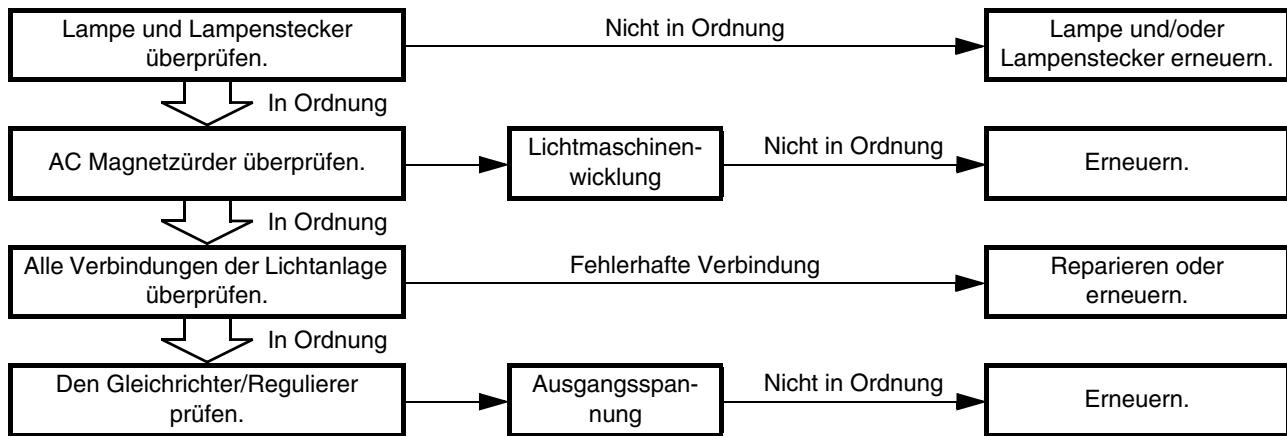 Lampe und Lampenstecker
überprüfen.
Nicht in Ordnung
Lampe und/oder
Lampenstecker erneuern.
In Ordnung
AC Magnetzürder überprüfen.
Lichtmaschinen-
wicklung
Nicht in Ordnung
Erneuern.
In Ordnung
Alle Verbindungen der Lichtanlage
überprüfen.
Fehlerhafte Verbindung
Reparieren oder
erneuern.
In Ordnung
Den Gleichrichter/Regulierer
prüfen.
Ausgangsspan-
nung
Nicht in Ordnung
Erneuern.